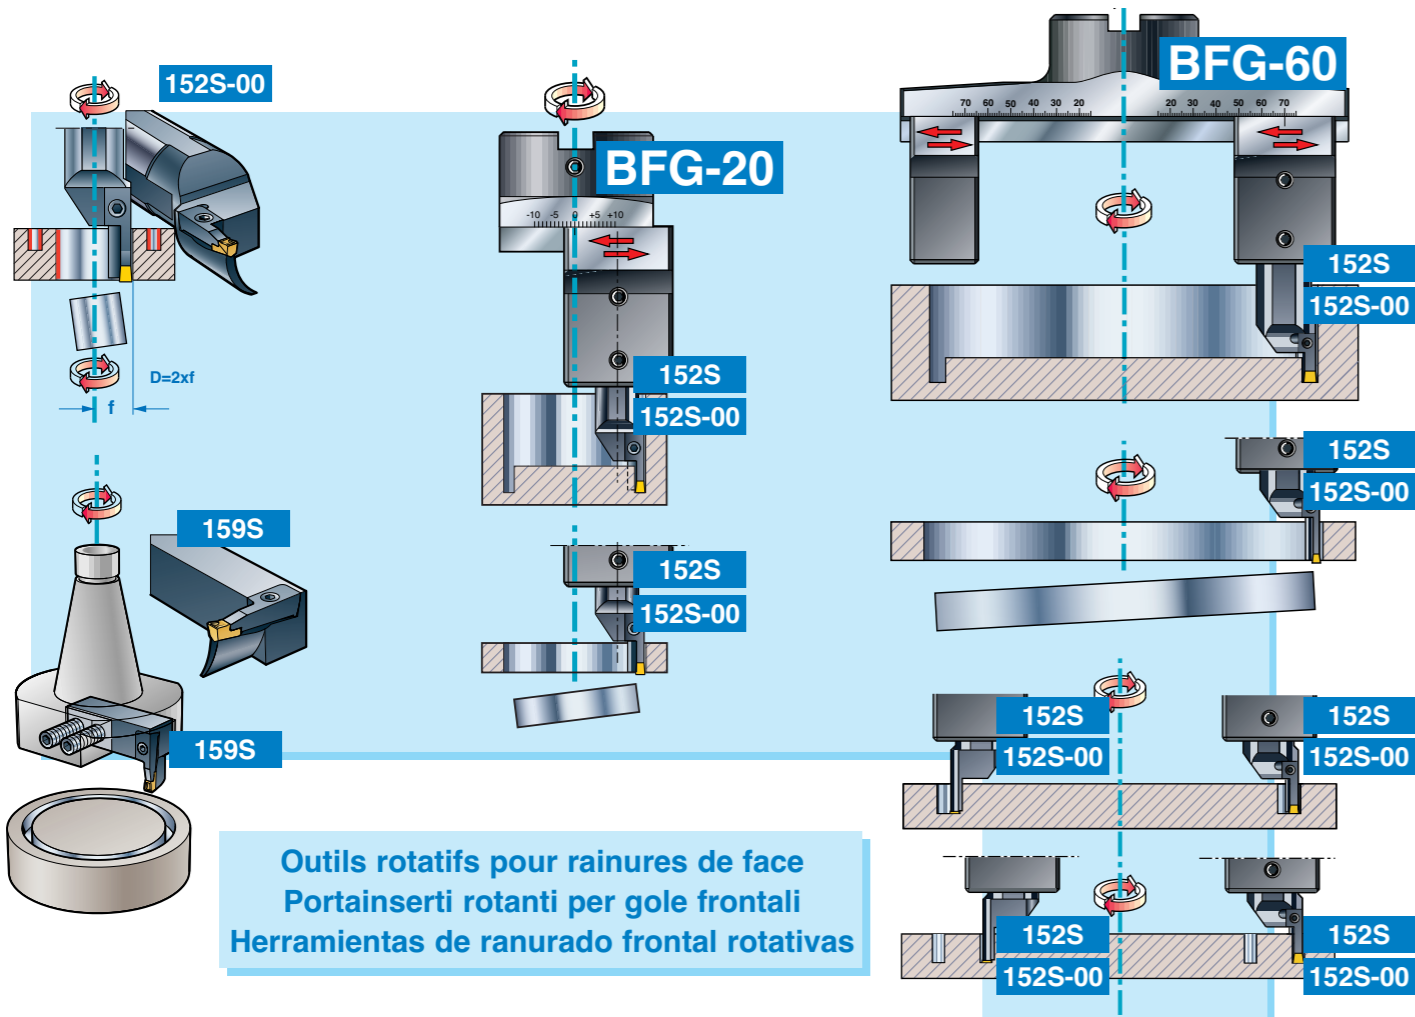 152S-00
D=2xf
f
159S
159S
BFG-20
-10 -5 0 +5 +10
152S
152S-00
152S
152S-00
BFG-60
70 60 50 40 30 20 20 30 40 50 60 70
152S
152S-00
152S
152S-00
152S
152S-00
152S
152S-00
152S
152S-00
152S
152S-00
Outils rotatifs pour rainures de face
Portainserti rotanti per gole frontali
Herramientas de ranurado frontal rotativas